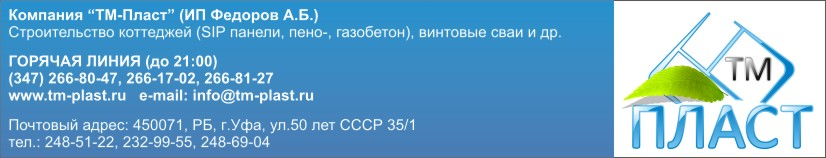 Компания “ТМ-Пласт” (ИП Федоров А.Б.)
Строительство коттеджей (SIP панели, пено-, газобетон), винтовые сваи и др.
ГОРЯЧАЯ ЛИНИЯ (до 21:00)
(347) 266-80-47, 266-17-02, 266-81-27
www.tm-plast.ru e-mail: info@tm-plast.ru
Почтовый адрес: 450071, РБ, г.Уфа, ул.50 лет СССР 35/1
тел.: 248-51-22, 232-99-55, 248-69-04
ТМ
ПЛАСТ